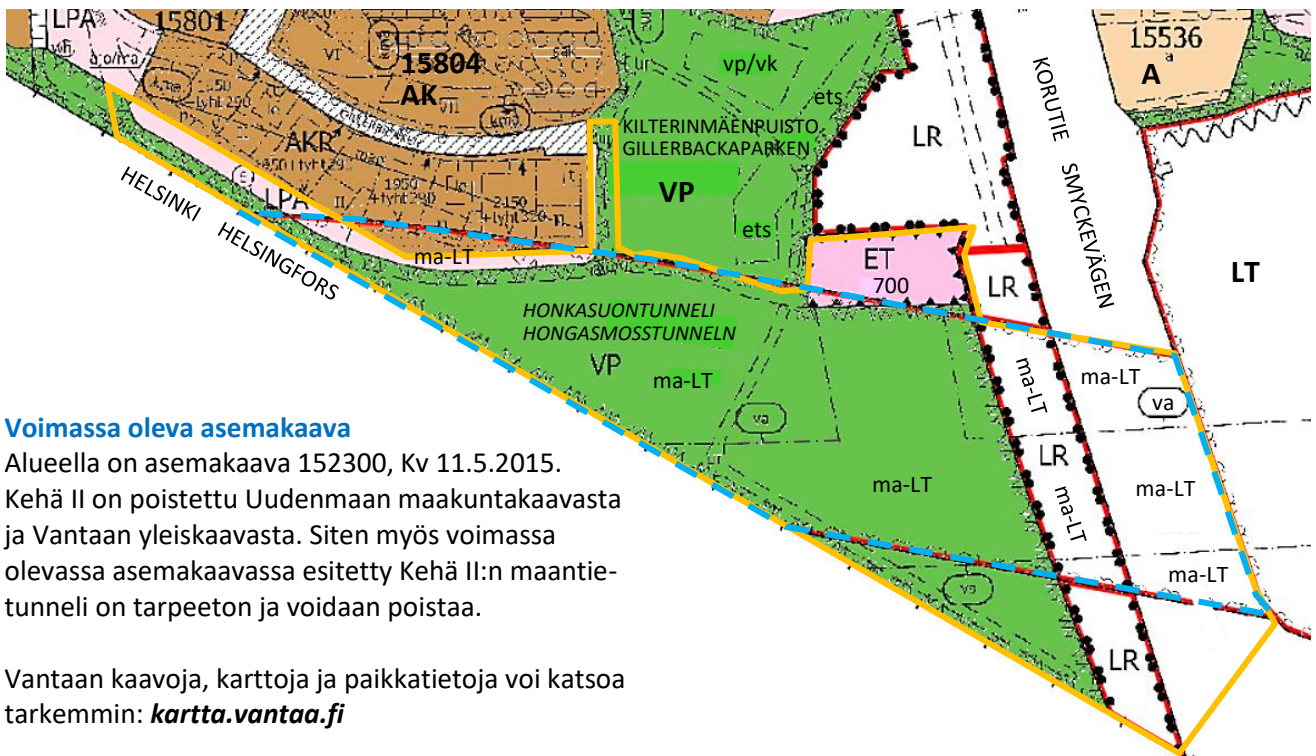 LPA
15801
15804
AK
VI
VII
vp/vk
ets
KILTERINMÄENPUISTO
GILLERBACKAPARKEN
VP
ets
LR
KORUTIE SMYCKEVÄGEN
15536
A
a
LT
AKR
1950
II
LPA
HELSINKI HELSINGFORS
ma-LT
ET
700
LR
HONKASUONTUNNELI
HONGASMOSSTUNNELN
VP
ma-LT
va
ma-LT
ma-LT
ma-LT
va
LR
ma-LT
ma-LT
ma-LT
va
LR
Voimassa oleva asemakaava
Alueella on asemakaava 152300, Kv 11.5.2015.
Kehä II on poistettu Uudenmaan maakuntakaavasta
ja Vantaan yleiskaavasta. Siten myös voimassa
olevassa asemakaavassa esitetty Kehä II:n maantie-
tunneli on tarpeeton ja voidaan poistaa.
Vantaan kaavoja, karttoja ja paikkatietoja voi katsoa
tarkemmin: kartta.vantaa.fi